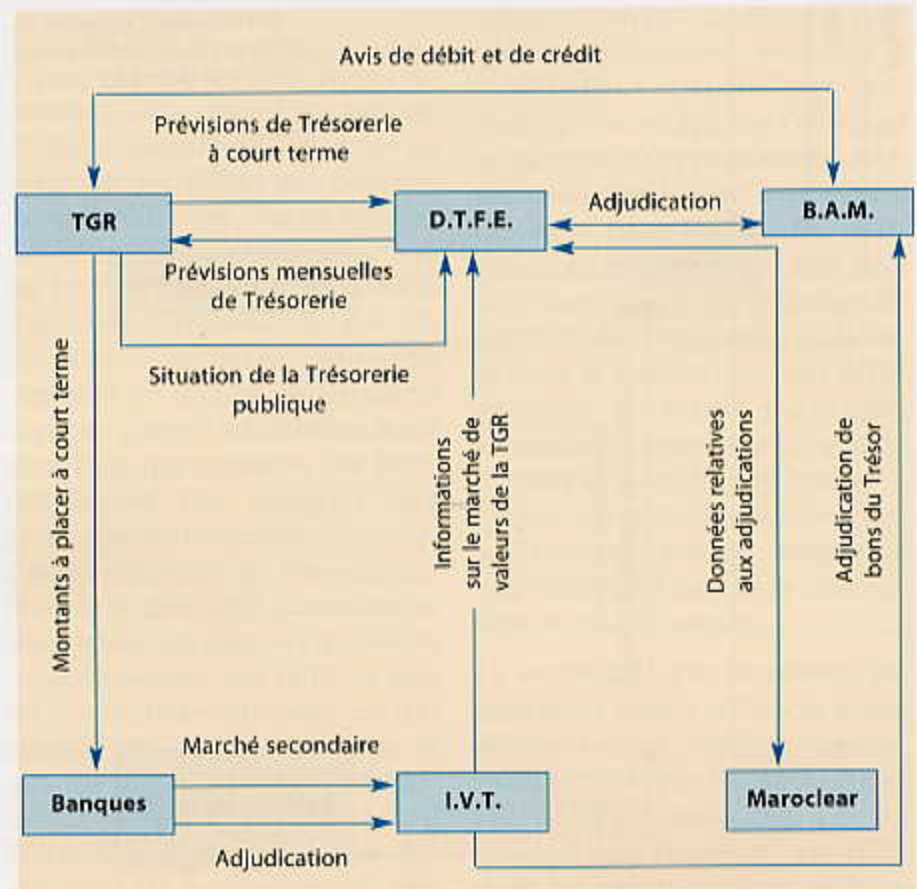 Avis de débit et de crédit
Prévisions de Trésorerie
à court terme
TGR
D.T.F.E.
Adjudication
B.A.M.
Prévisions mensuelles
de Trésorerie
Situation de la Trésorerie
publique
Montants à placer à court terme
Informations
sur le marché de
valeurs de la TGR
Données relatives
aux adjudications
Adjudication de
bons du Trésor
Marché secondaire
Banques
I.V.T.
Maroclear
Adjudication